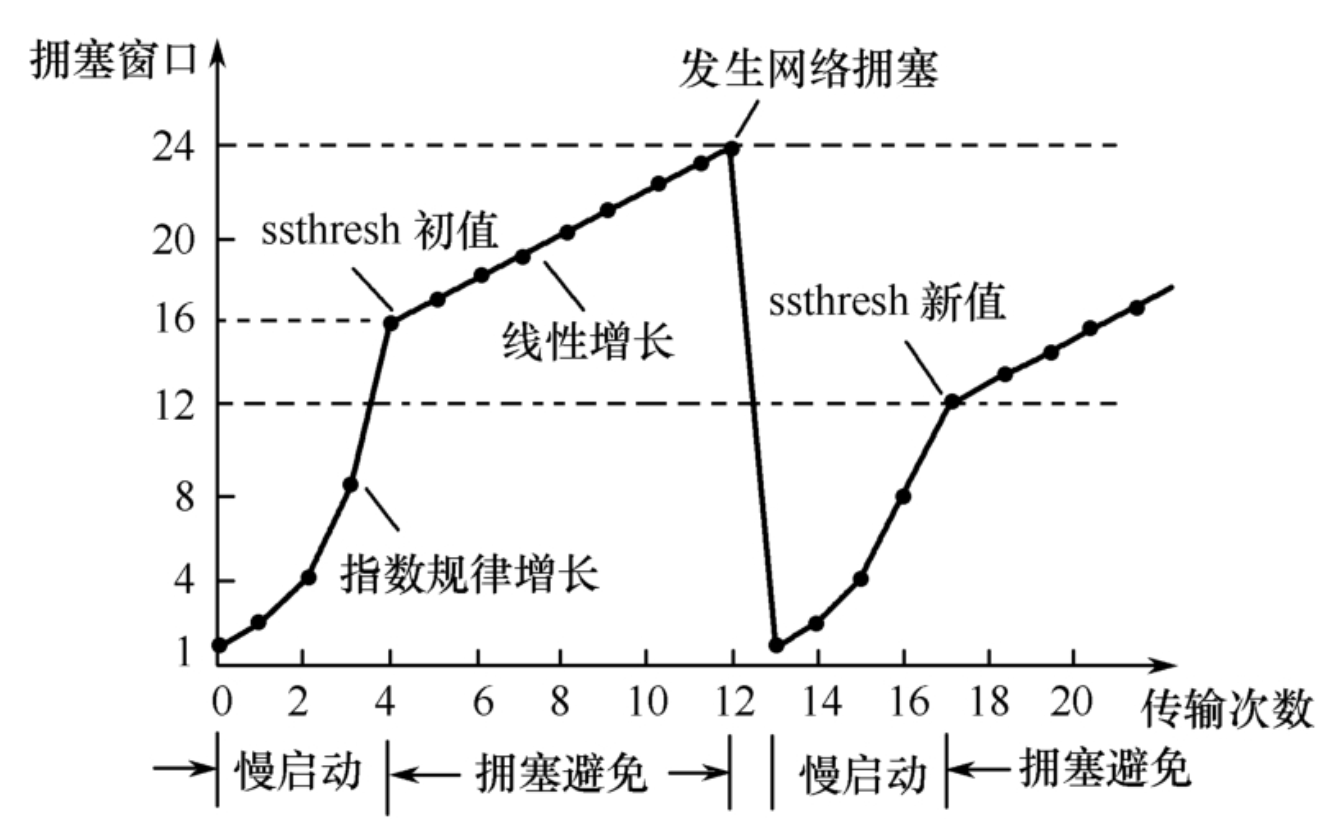 拥塞窗口
发生网络拥塞
24
ssthresh 初值
20
ssthresh 新值
16
线性增长
12
8
指数规律增长
4
1
0 2 4 6 8 10 12 14 16 18 20 传输次数
慢启动 拥塞避免 慢启动 拥塞避免